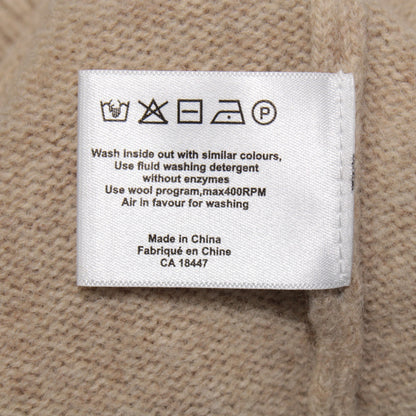 P
Wash inside out with similar colours,
Use fluid washing detergent
without enzymes
Use wool program,max400RPM
Air in favour for washing
Made in China
Fabriqué en Chine
CA 18447